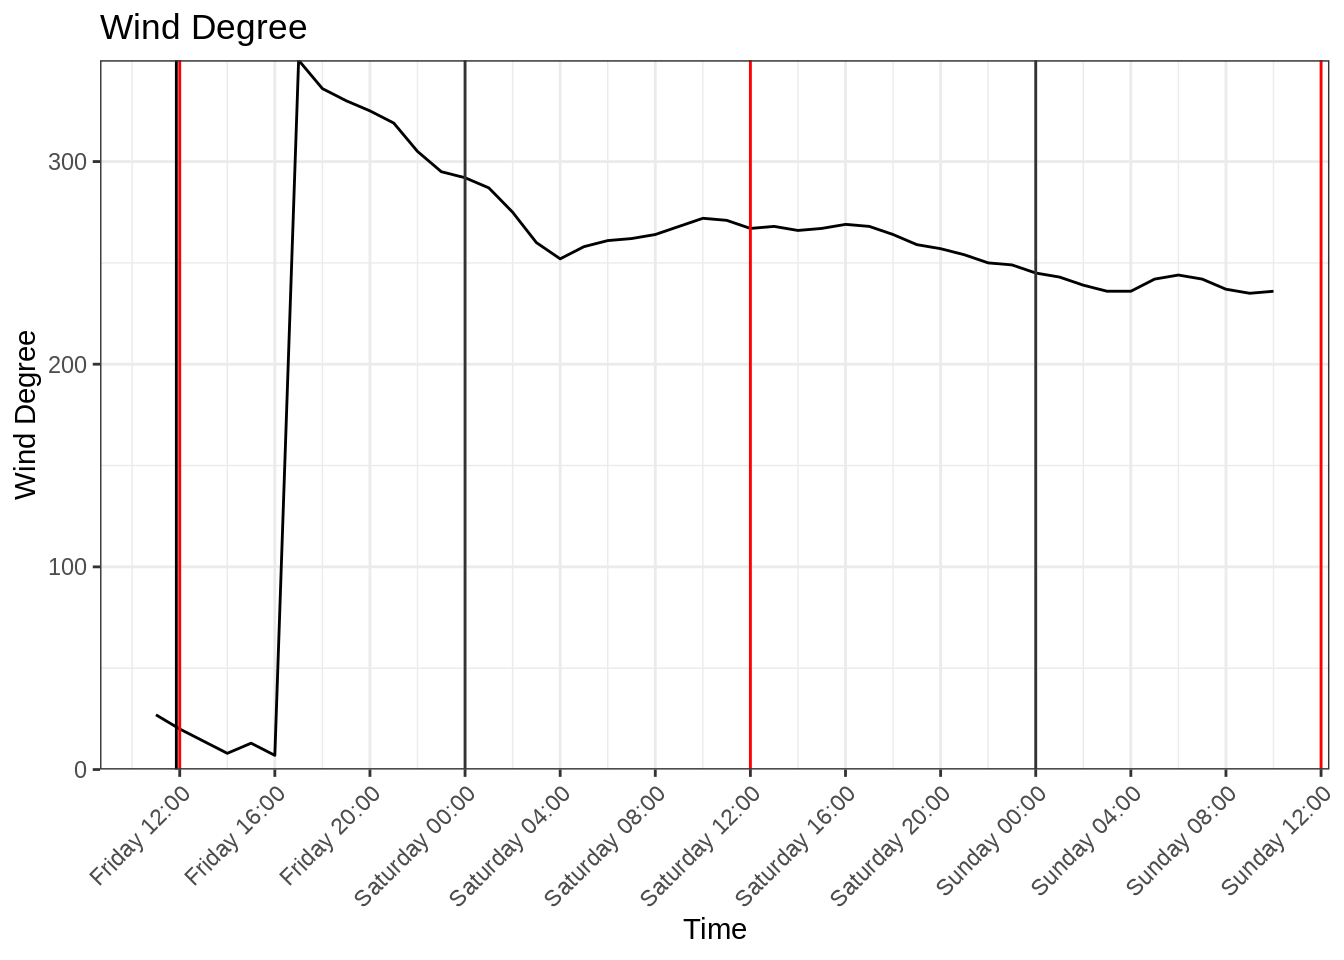 Wind Degree
Wind Degree
300
200
100
0
Friday 12:00
Friday 16:00
Friday 20:00
Saturday 00:00
Saturday 04:00
Saturday 08:00
Saturday 12:00
Saturday 16:00
Saturday 20:00
Sunday 00:00
Sunday 04:00
Sunday 08:00
Sunday 12:00
Time